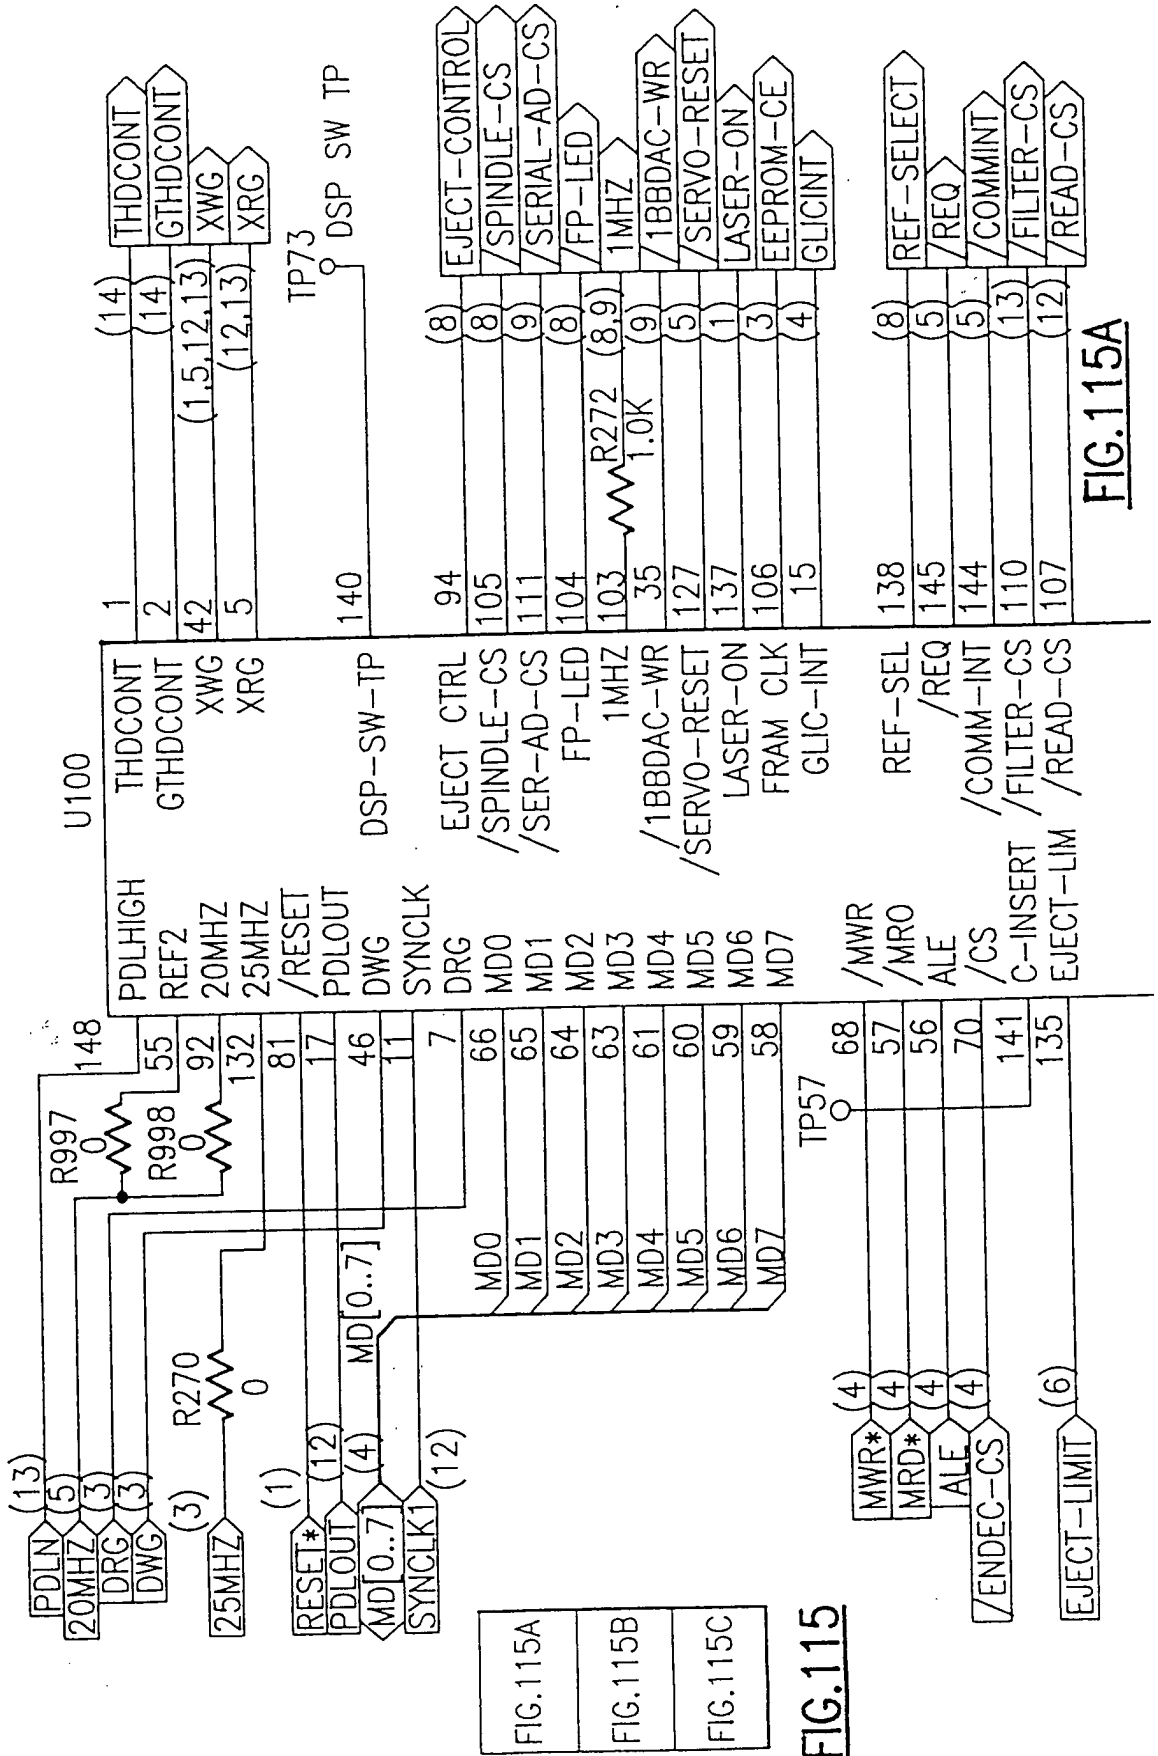 U100
PDLN (13) 148 PDLHIGH
20MHZ (5) R997 0 55 REF2
R998 0 92 20MHZ
DRG (3)
DWG (3)
25MHZ (3) R270 0 132 25MHZ
RESET* (1) 81 /RESET
PDLOUT (12) 17 PDLOUT
46 DWG
MD[0..7] (4) MD[0..7]
SYNCLK1 (12) 11 SYNCLK
7 DRG
MD0 66 MD0
MD1 65 MD1
MD2 64 MD2
MD3 63 MD3
MD4 61 MD4
MD5 60 MD5
MD6 59 MD6
MD7 58 MD7
TP57
MWR* (4) 68 /MWR
MRD* (4) 57 /MRO
ALE (4) 56 ALE
/ENDEC-CS (4) 70 /CS
141 C-INSERT
EJECT-LIMIT (6) 135 EJECT-LIM
THDCONT 1 (14) THDCONT
GTHDCONT 2 (14) GTHDCONT
XWG 42 (1,5,12,13) XWG
XRG 5 (12,13) XRG
TP73
DSP-SW-TP 140 DSP SW TP
EJECT CTRL 94 (8) EJECT-CONTROL
/SPINDLE-CS 105 (8) /SPINDLE-CS
/SER-AD-CS 111 (9) /SERIAL-AD-CS
FP-LED 104 (8) /FP-LED
1MHZ 103 R272 1.0K (8,9) 1MHZ
/1BBDAC-WR 35 (9) /1BBDAC-WR
/SERVO-RESET 127 (5) /SERVO-RESET
LASER-ON 137 (1) LASER-ON
FRAM CLK 106 (3) EEPROM-CE
GLIC-INT 15 (4) GLICINT
REF-SEL 138 (8) REF-SELECT
/REQ 145 (5) /REQ
/COMM-INT 144 (5) /COMMINT
/FILTER-CS 110 (13) /FILTER-CS
/READ-CS 107 (12) /READ-CS
FIG.115A
FIG.115B
FIG.115C
FIG.115
FIG.115A